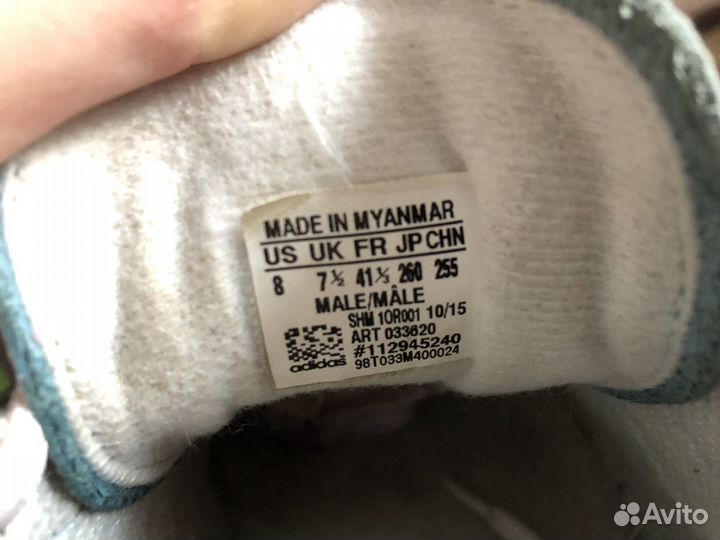 MADE IN MYANMAR
US UK FR JP CHN
8 7½ 41⅓ 260 255
MALE/MÂLE
SHM 1OR001 10/15
ART 033620
#112945240
98T033M400024
adidas
Avito